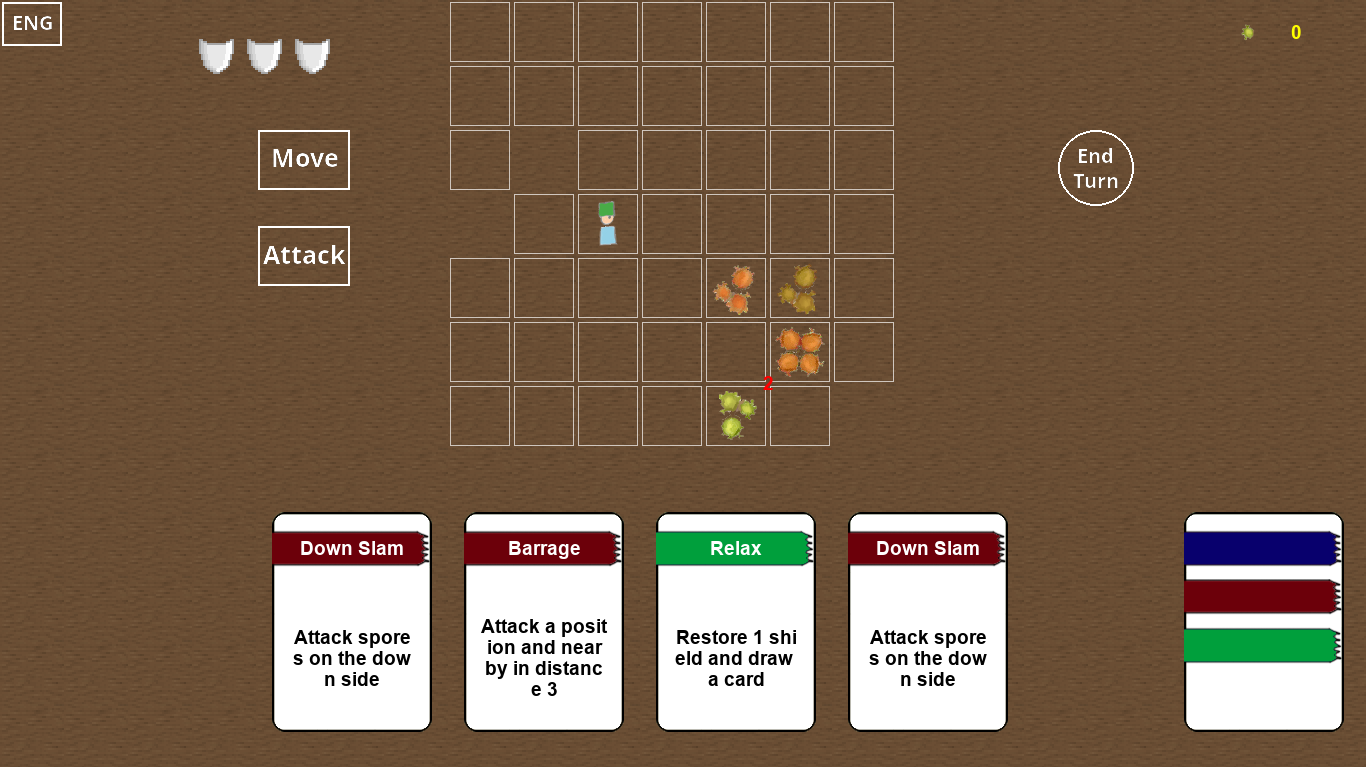 ENG
0
Move
End
Turn
Attack
2
Down Slam
Attack spore
s on the dow
n side
Barrage
Attack a posit
ion and near
by in distanc
e 3
Relax
Restore 1 shi
eld and draw
a card
Down Slam
Attack spore
s on the dow
n side